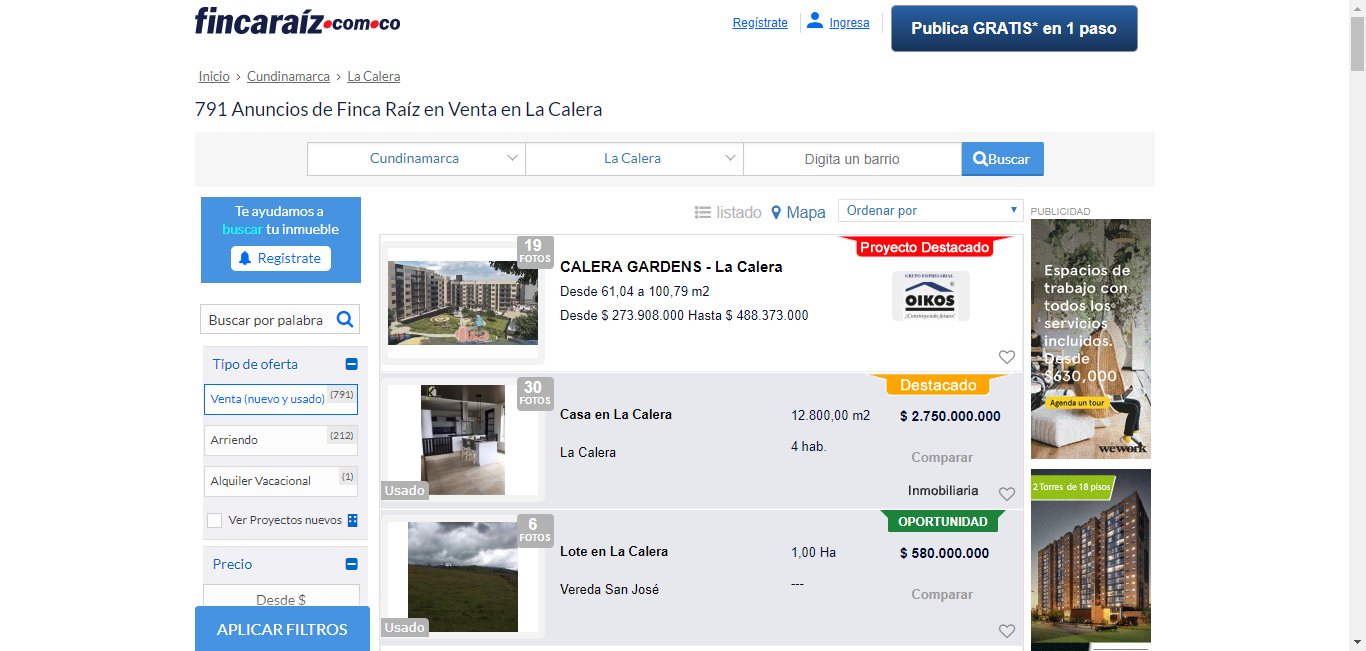 fincaraíz.com.co
Regístrate
Ingresa
Publica GRATIS* en 1 paso
Inicio › Cundinamarca › La Calera
791 Anuncios de Finca Raíz en Venta en La Calera
Cundinamarca
La Calera
Digita un barrio
Buscar
Te ayudamos a
buscar tu inmueble
Registrate
Buscar por palabra
Tipo de oferta
Venta (nuevo y usado) (791)
Arriendo (212)
Alquiler Vacacional (1)
Ver Proyectos nuevos
Precio
Desde $
APLICAR FILTROS
listado
Mapa
Ordenar por
19
FOTOS
CALERA GARDENS - La Calera
Desde 61,04 a 100,79 m2
Desde $ 273.908.000 Hasta $ 488.373.000
Proyecto Destacado
GRUPO EMPRESARIAL
OIKOS
¡Construyendo futuro!
30
FOTOS
Usado
Casa en La Calera
La Calera
12.800,00 m2
4 hab.
Destacado
$ 2.750.000.000
Comparar
Inmobiliaria
6
FOTOS
Usado
Lote en La Calera
Vereda San José
1,00 Ha
---
OPORTUNIDAD
$ 580.000.000
Comparar
PUBLICIDAD
Espacios de
trabajo con
todos los
servicios
incluidos.
Desde
$630,000
Agenda un tour
wework
2 Torres de 18 pisos